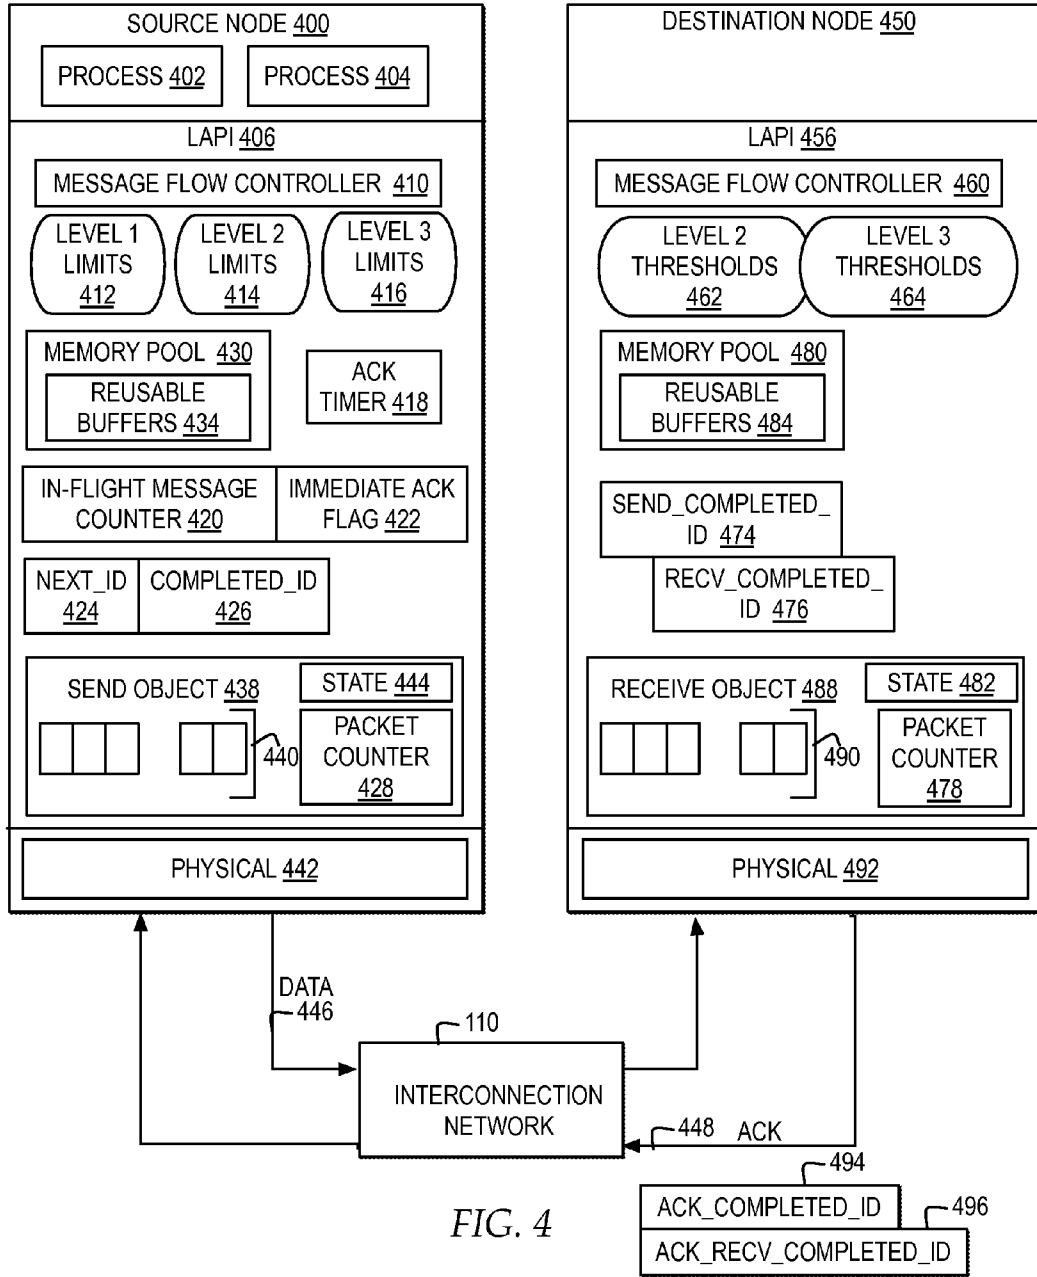 SOURCE NODE 400
PROCESS 402
PROCESS 404
LAPI 406
MESSAGE FLOW CONTROLLER 410
LEVEL 1
LIMITS
412
LEVEL 2
LIMITS
414
LEVEL 3
LIMITS
416
MEMORY POOL 430
REUSABLE
BUFFERS 434
ACK
TIMER 418
IN-FLIGHT MESSAGE
COUNTER 420
IMMEDIATE ACK
FLAG 422
NEXT_ID
424
COMPLETED_ID
426
SEND OBJECT 438
440
STATE 444
PACKET
COUNTER
428
PHYSICAL 442
DESTINATION NODE 450
LAPI 456
MESSAGE FLOW CONTROLLER 460
LEVEL 2
THRESHOLDS
462
LEVEL 3
THRESHOLDS
464
MEMORY POOL 480
REUSABLE
BUFFERS 484
SEND_COMPLETED_
ID 474
RECV_COMPLETED_
ID 476
RECEIVE OBJECT 488
490
STATE 482
PACKET
COUNTER
478
PHYSICAL 492
DATA
446
110
INTERCONNECTION
NETWORK
448 ACK
494
ACK_COMPLETED_ID
496
ACK_RECV_COMPLETED_ID
FIG. 4